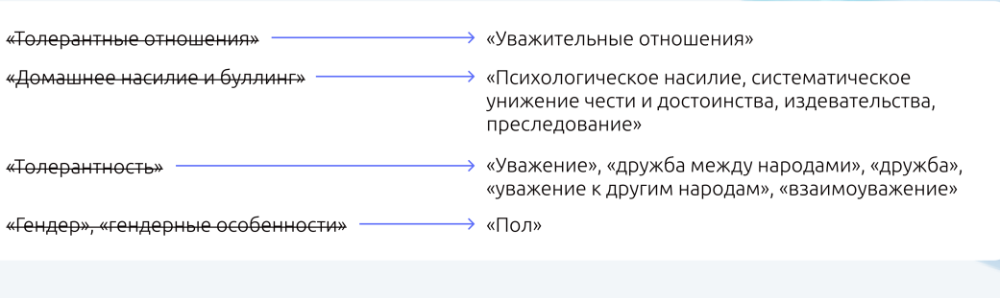 «Толерантные отношения» «Уважительные отношения»
«Домашнее насилие и буллинг» «Психологическое насилие, систематическое
унижение чести и достоинства, издевательства,
преследование»
«Толерантность» «Уважение», «дружба между народами», «дружба»,
«уважение к другим народам», «взаимоуважение»
«Гендер», «гендерные особенности» «Пол»